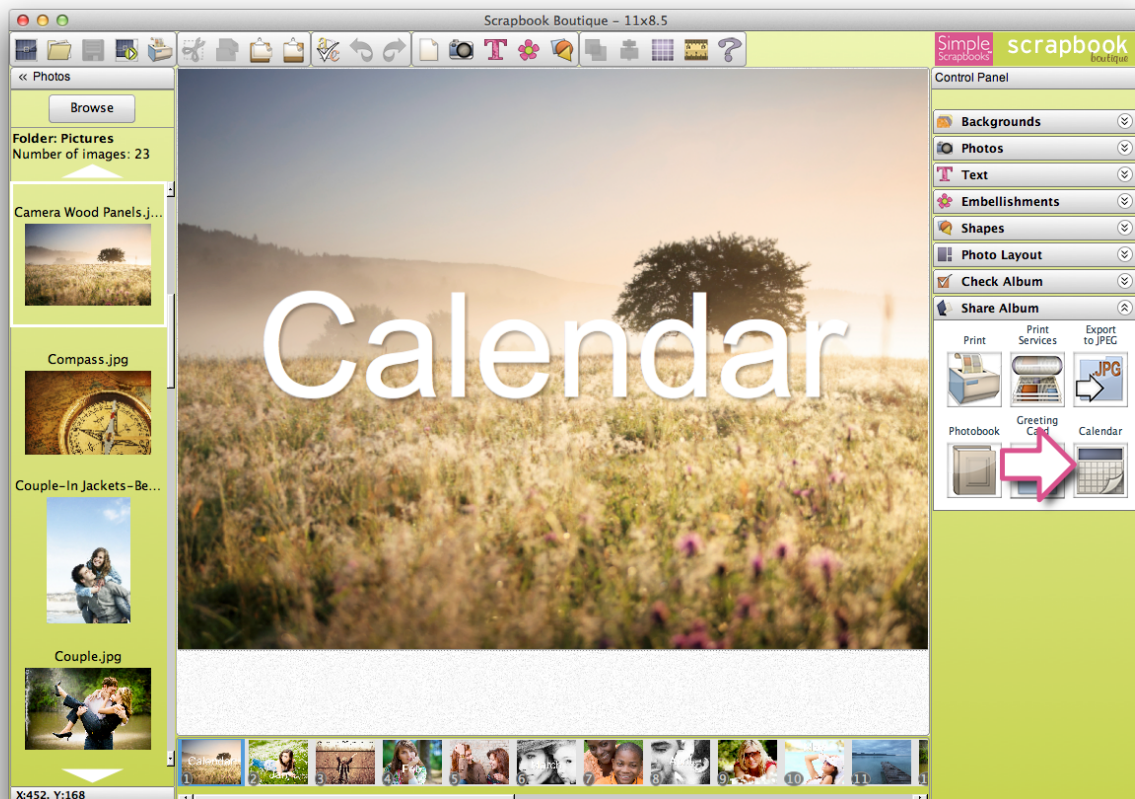 Scrapbook Boutique - 11x8.5
Simple
Scrapbooks
scrapbook
boutique
« Photos
Browse
Folder: Pictures
Number of images: 23
Camera Wood Panels.j...
Compass.jpg
Couple-In Jackets-Be...
Couple.jpg
X:452, Y:168
Calendar
Control Panel
Backgrounds
Photos
Text
Embellishments
Shapes
Photo Layout
Check Album
Share Album
Print
Print
Services
Export
to JPEG
JPG
Photobook
Greeting
Calendar
Calendar
1
2
3
4
5
6
7
8
9
10
11